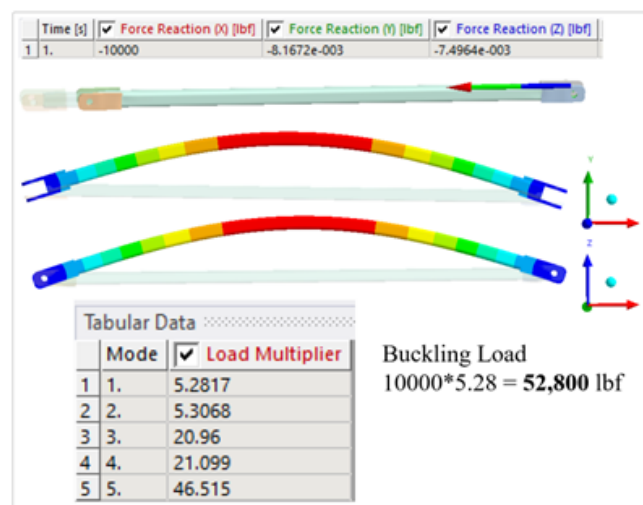 Time [s] Force Reaction (X) [lbf] Force Reaction (Y) [lbf] Force Reaction (Z) [lbf]
1 1. -10000 -8.1672e-003 -7.4964e-003
Y
Z
Tabular Data
Mode Load Multiplier
1 1. 5.2817
2 2. 5.3068
3 3. 20.96
4 4. 21.099
5 5. 46.515
Buckling Load
10000*5.28 = 52,800 lbf